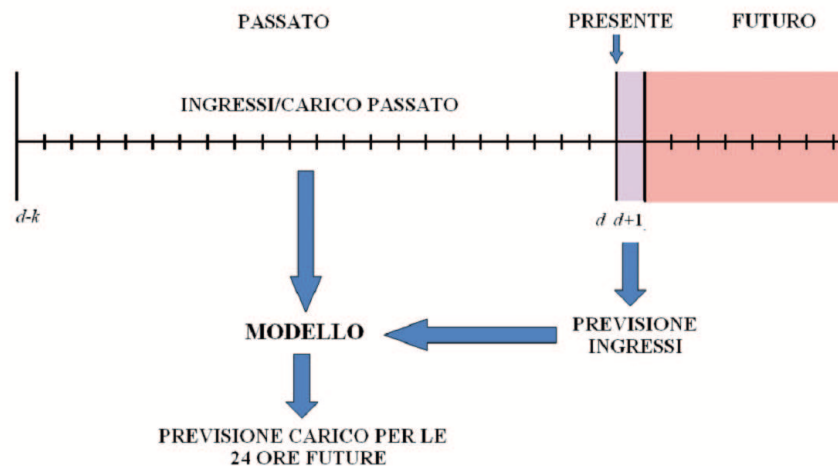 PASSATO
PRESENTE
FUTURO
INGRESSI/CARICO PASSATO
d-k
d
d+1
MODELLO
PREVISIONE
INGRESSI
PREVISIONE CARICO PER LE
24 ORE FUTURE